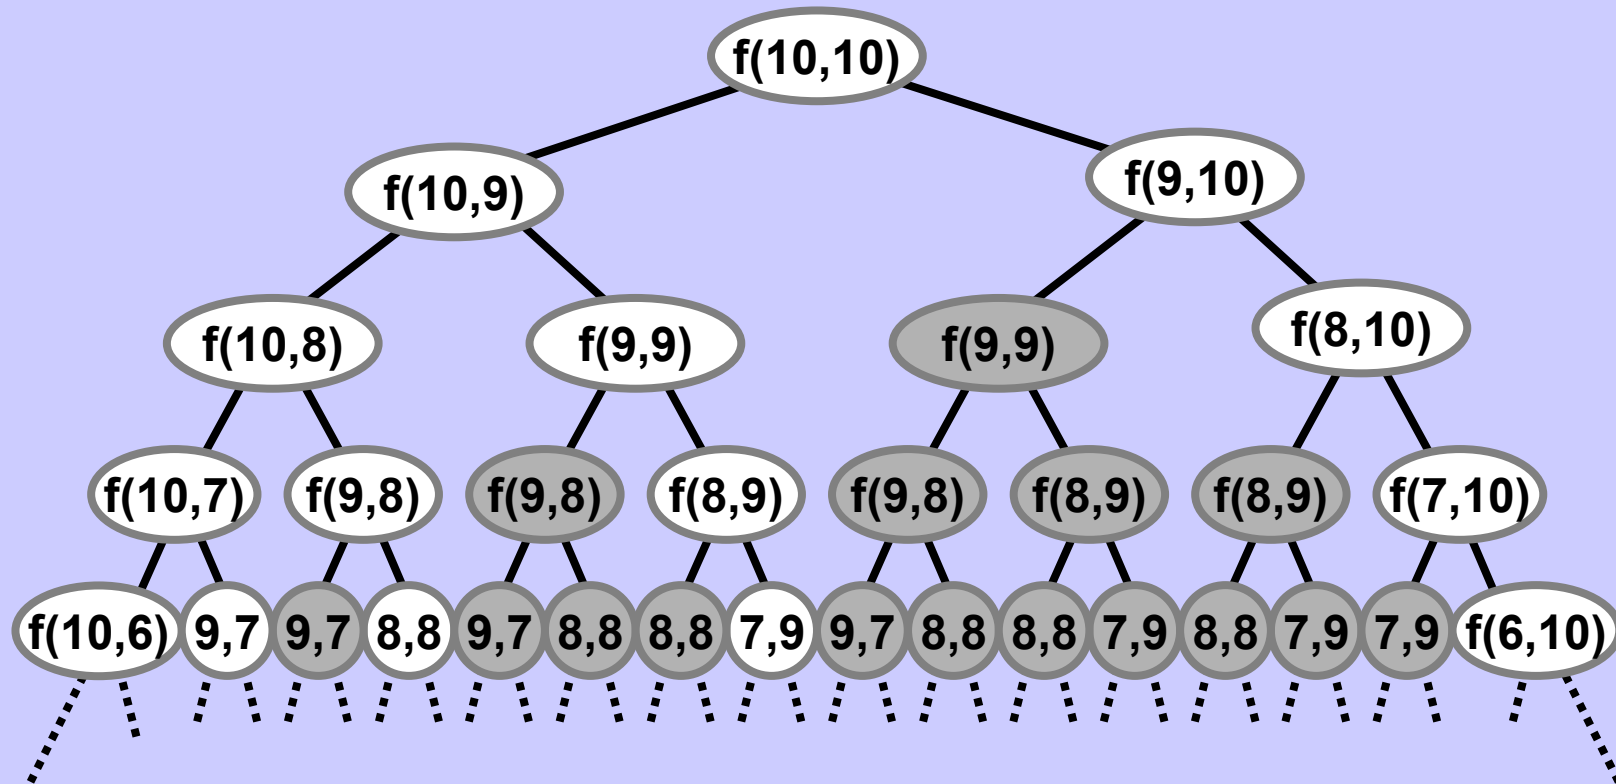 f(10,10)
f(10,9) f(9,10)
f(10,8) f(9,9) f(9,9) f(8,10)
f(10,7) f(9,8) f(9,8) f(8,9) f(9,8) f(8,9) f(8,9) f(7,10)
f(10,6) 9,7 9,7 8,8 9,7 8,8 8,8 7,9 9,7 8,8 8,8 7,9 8,8 7,9 7,9 f(6,10)